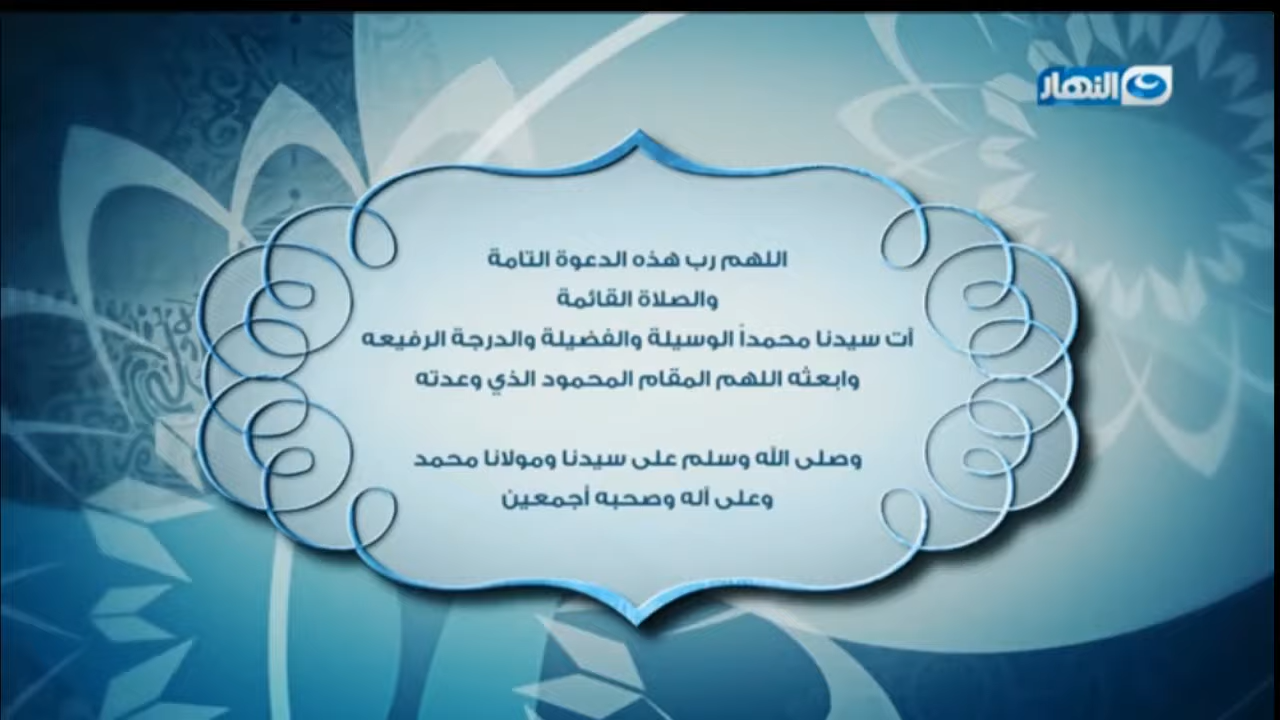 النهار
اللهم رب هذه الدعوة التامة
والصلاة القائمة
أت سيدنا محمداً الوسيلة والفضيلة والدرجة الرفيعه
وابعثه اللهم المقام المحمود الذي وعدته
وصلى الله وسلم على سيدنا ومولانا محمد
وعلى أله وصحبه أجمعين